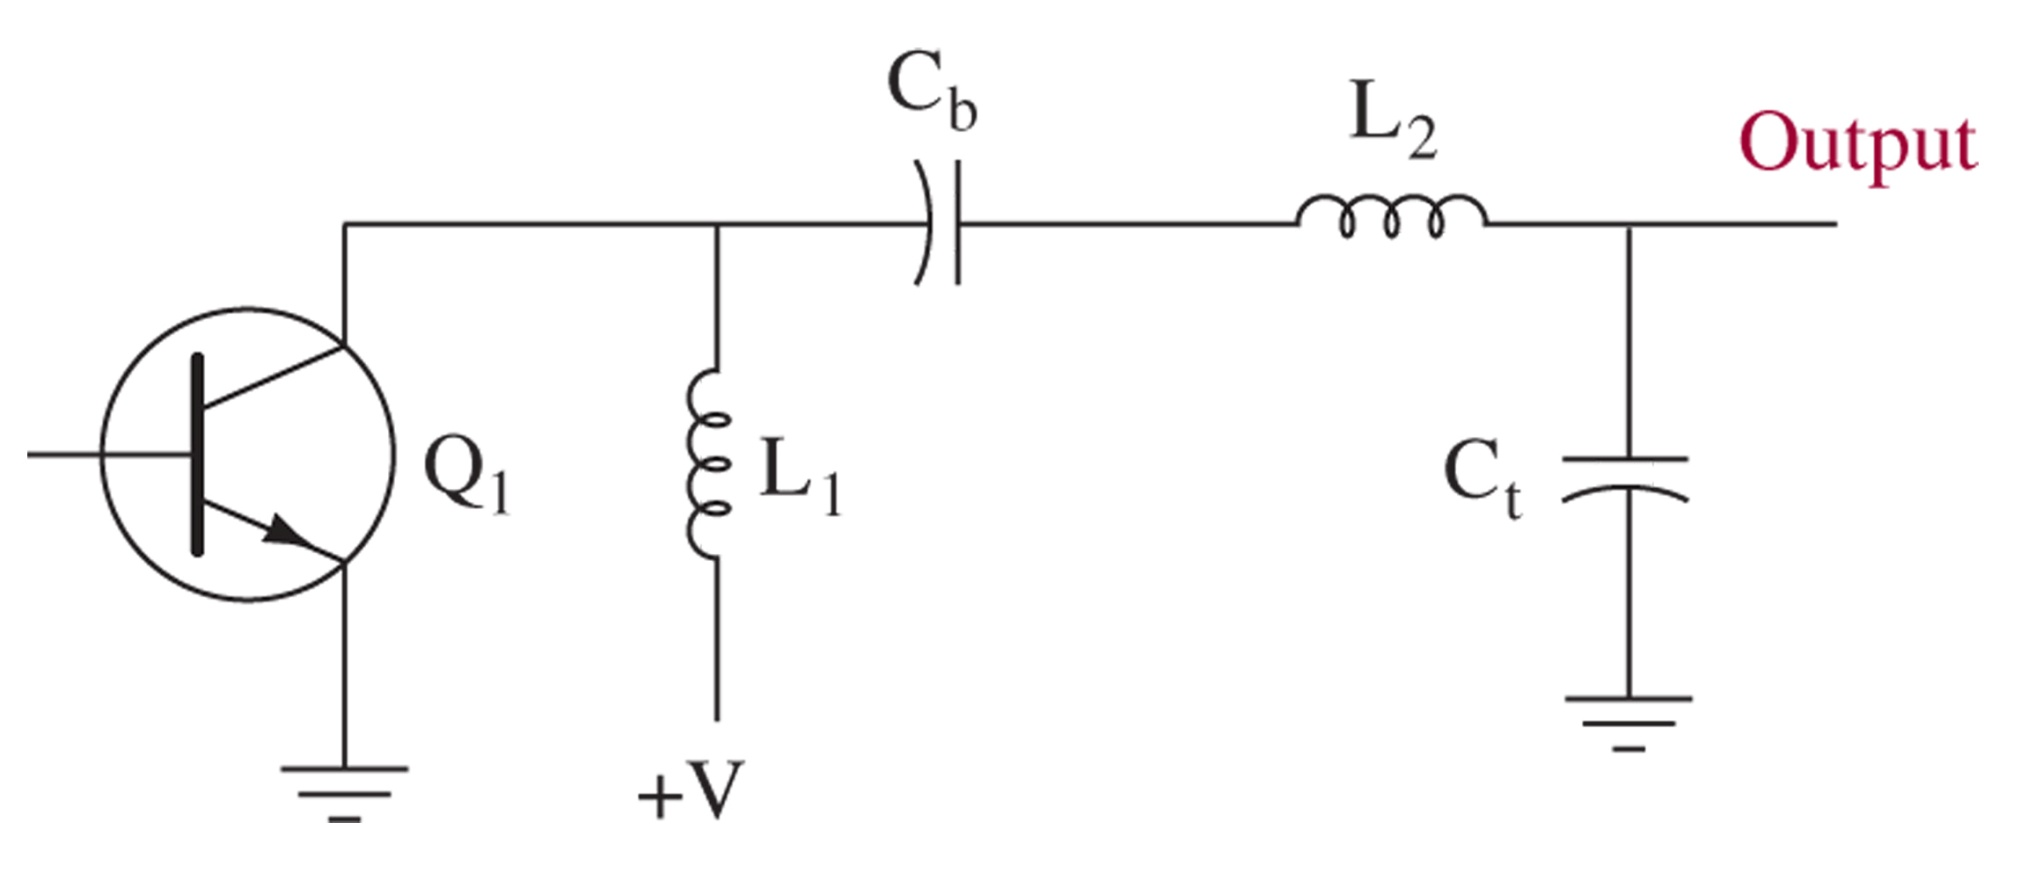 C_b
L_2
Output
Q_1
L_1
C_t
+V